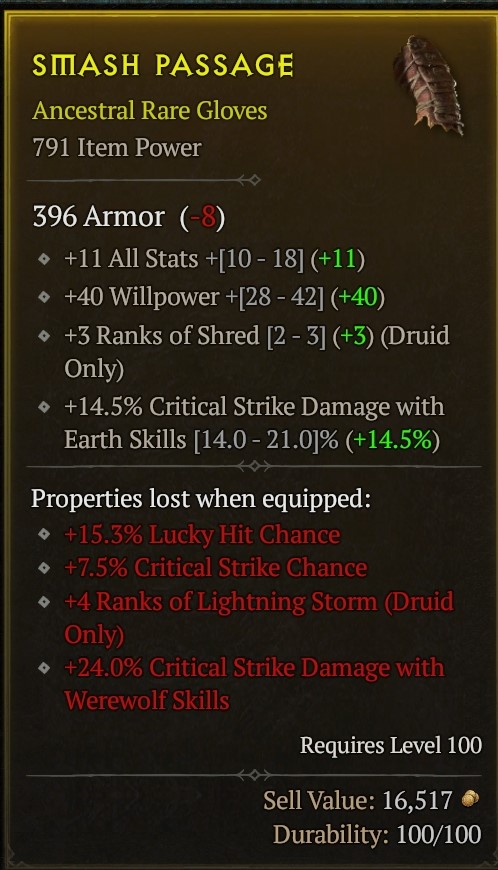 SMASH PASSAGE
Ancestral Rare Gloves
791 Item Power
396 Armor (-8)
+11 All Stats +[10 - 18] (+11)
+40 Willpower +[28 - 42] (+40)
+3 Ranks of Shred [2 - 3] (+3) (Druid
Only)
+14.5% Critical Strike Damage with
Earth Skills [14.0 - 21.0]% (+14.5%)
Properties lost when equipped:
+15.3% Lucky Hit Chance
+7.5% Critical Strike Chance
+4 Ranks of Lightning Storm (Druid
Only)
+24.0% Critical Strike Damage with
Werewolf Skills
Requires Level 100
Sell Value: 16,517
Durability: 100/100